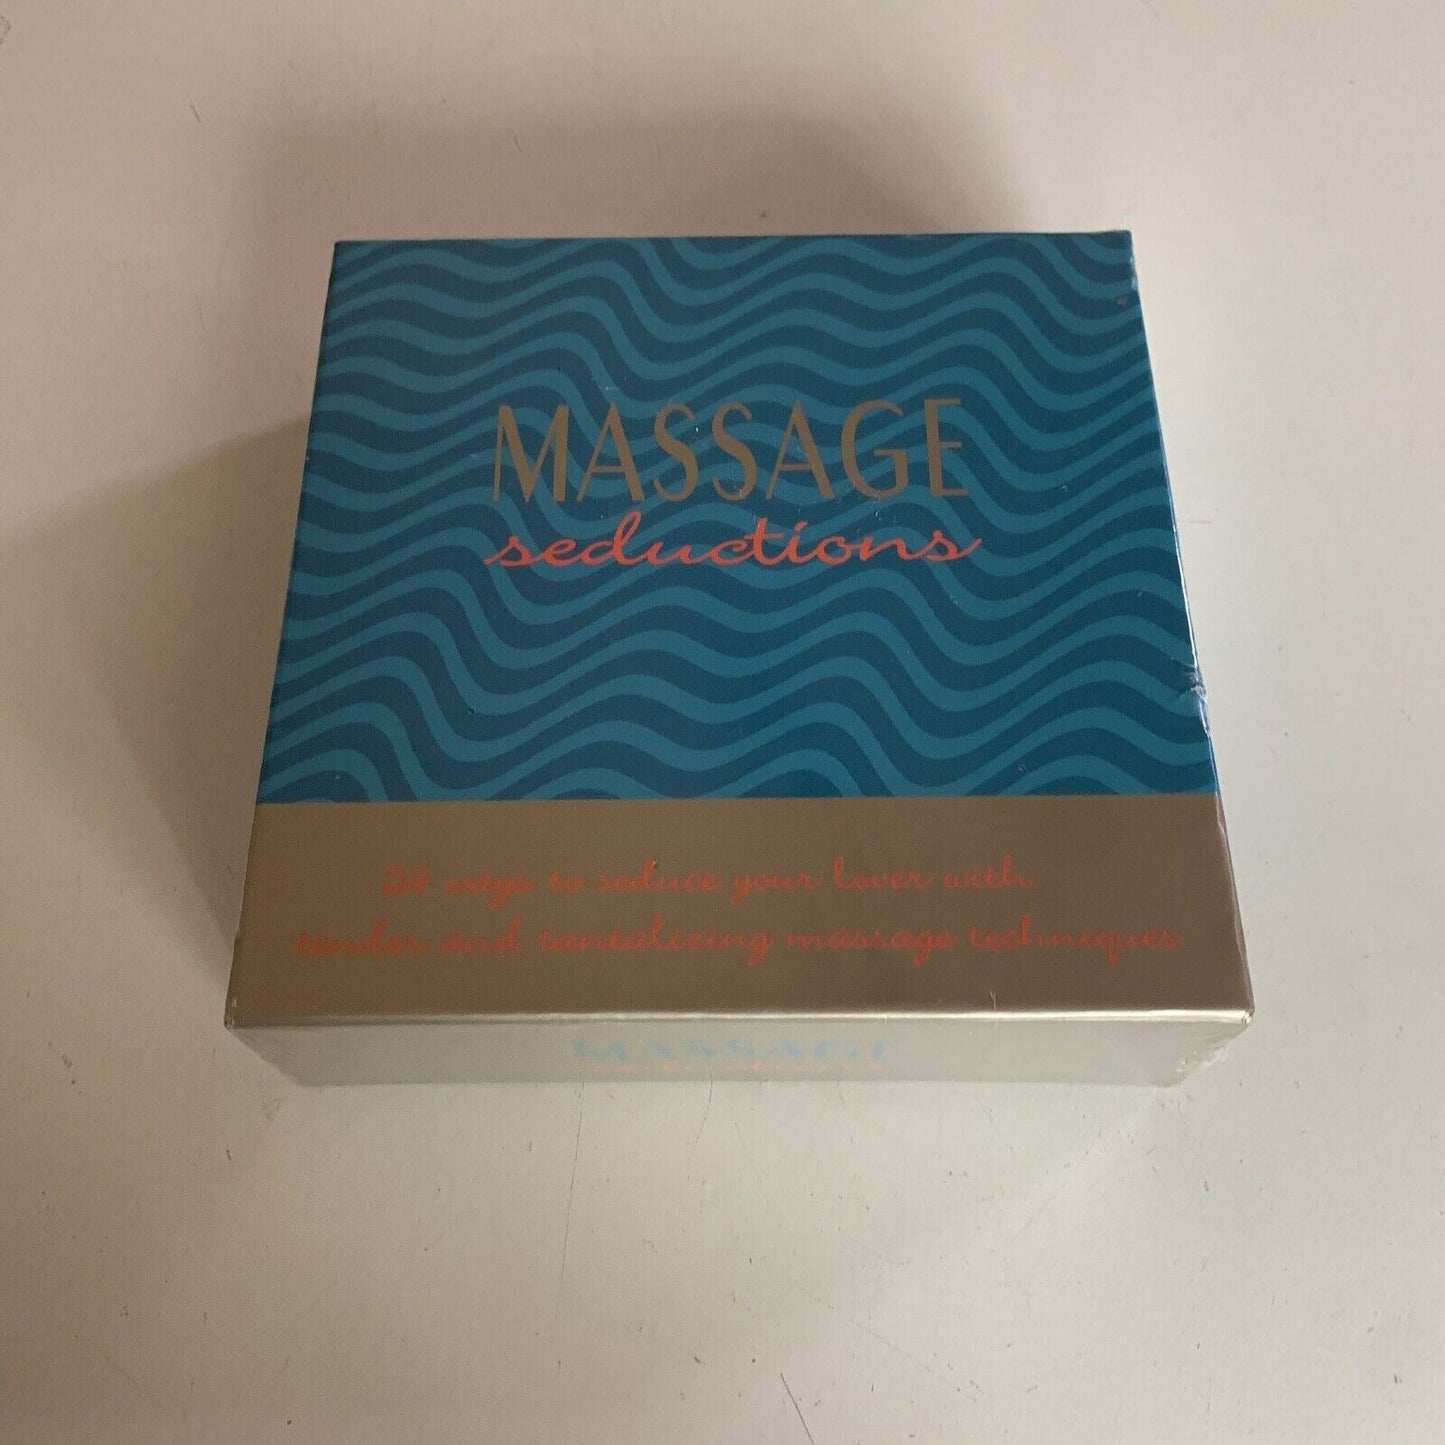 MASSAGE
seductions
24 ways to seduce your lover with
tender and tantalizing massage techniques
MASSAGE